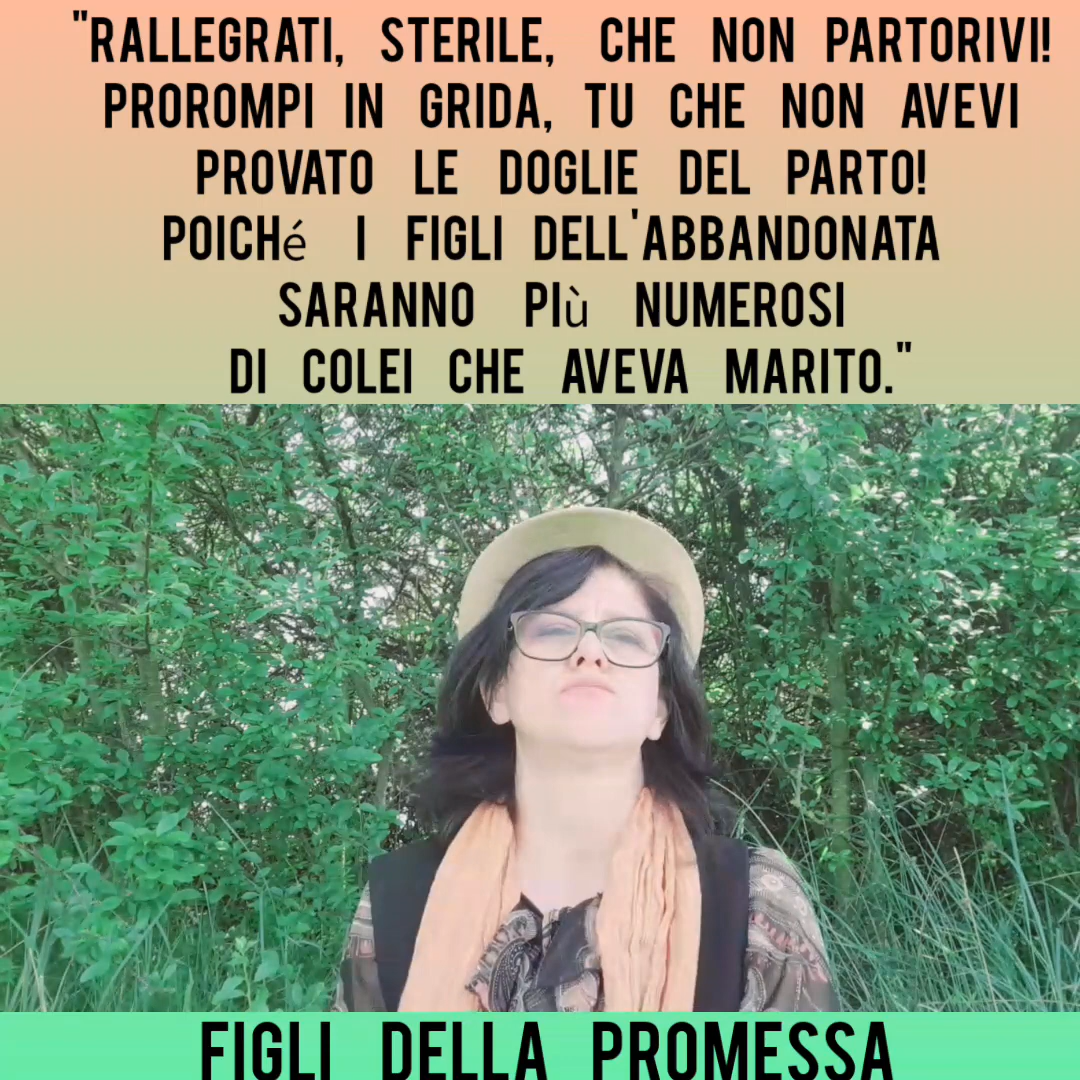 "RALLEGRATI, STERILE, CHE NON PARTORIVI!
PROROMPI IN GRIDA, TU CHE NON AVEVI
PROVATO LE DOGLIE DEL PARTO!
POICHé I FIGLI DELL'ABBANDONATA
SARANNO PIù NUMEROSI
DI COLEI CHE AVEVA MARITO."
FIGLI DELLA PROMESSA